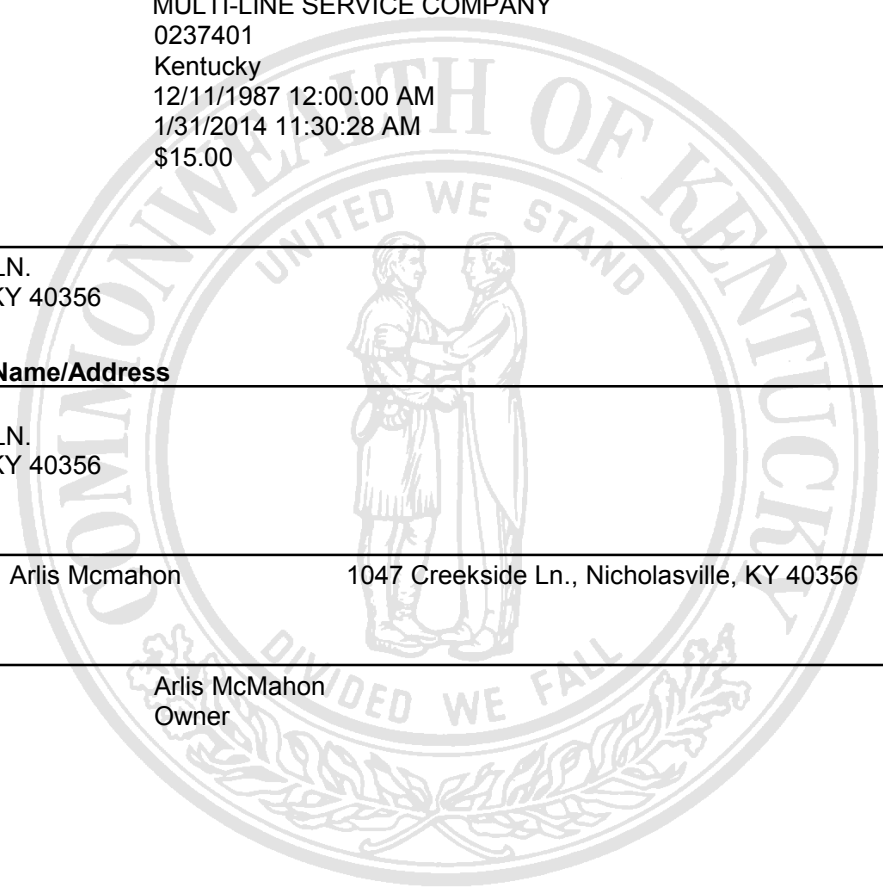 MULTI-LINE SERVICE COMPANY
0237401
Kentucky
12/11/1987 12:00:00 AM
1/31/2014 11:30:28 AM
$15.00
COMMONWEALTH OF KENTUCKY
UNITED WE STAND
LN.
KY 40356
Name/Address
LN.
KY 40356
Arlis Mcmahon 1047 Creekside Ln., Nicholasville, KY 40356
DIVIDED WE FALL
Arlis McMahon
Owner